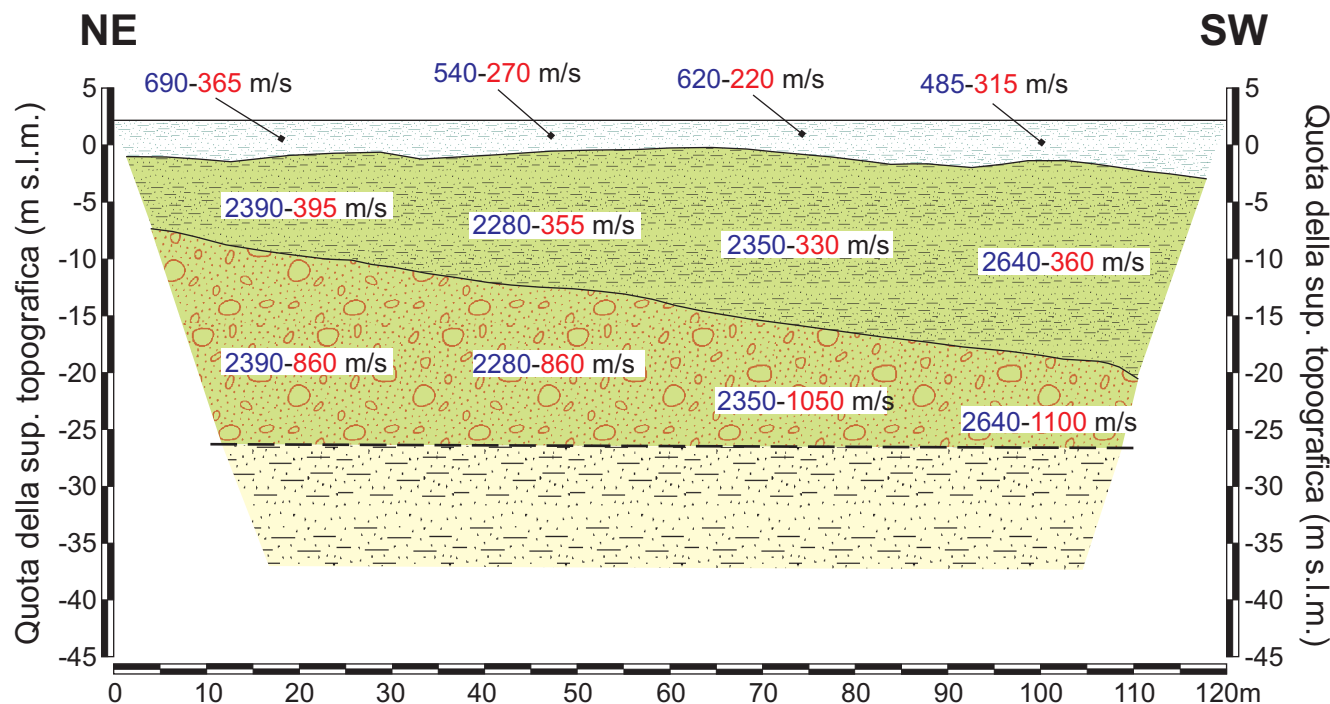 NE
SW
690-365 m/s
540-270 m/s
620-220 m/s
485-315 m/s
Quota della sup. topografica (m s.l.m.)
5
0
-5
-10
-15
-20
-25
-30
-35
-40
-45
2390-395 m/s
2280-355 m/s
2350-330 m/s
2640-360 m/s
2390-860 m/s
2280-860 m/s
2350-1050 m/s
2640-1100 m/s
5
0
-5
-10
-15
-20
-25
-30
-35
-40
-45
Quota della sup. topografica (m s.l.m.)
0 10 20 30 40 50 60 70 80 90 100 110 120m